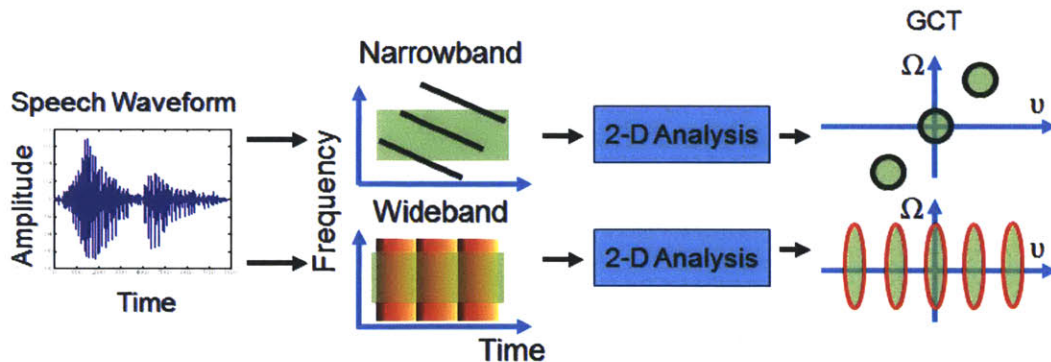 GCT
Narrowband
Ω
Speech Waveform
2-D Analysis
υ
Amplitude
Frequency
Wideband
Ω
2-D Analysis
υ
Time
Time